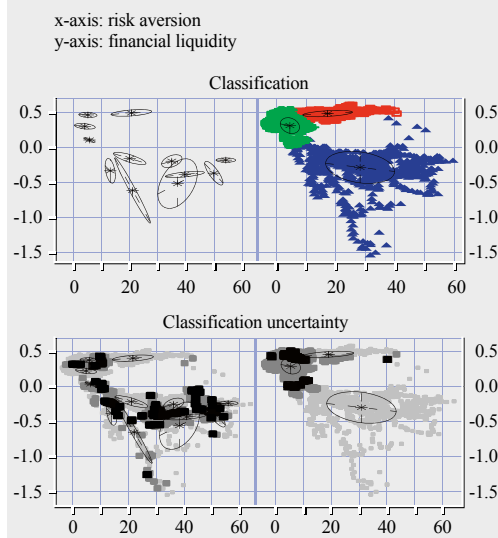 x-axis: risk aversion
y-axis: financial liquidity
Classification
0.5 0.5
0.0 0.0
-0.5 -0.5
-1.0 -1.0
-1.5 -1.5
0 20 40 60 0 20 40 60
Classification uncertainty
0.5 0.5
0.0 0.0
-0.5 -0.5
-1.0 -1.0
-1.5 -1.5
0 20 40 60 0 20 40 60